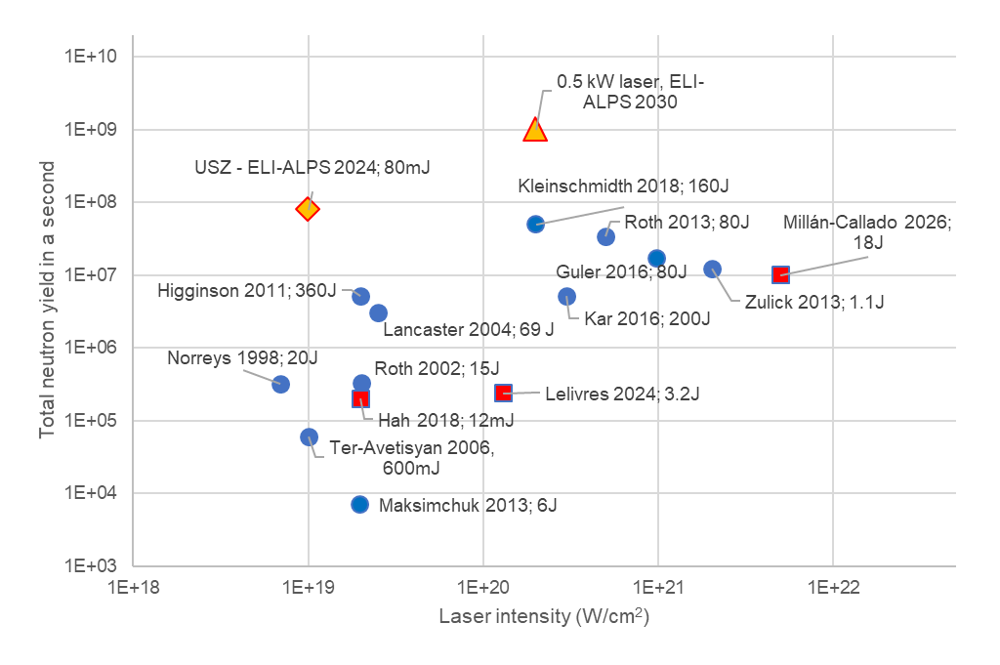 1E+10
0.5 kW laser, ELI-
ALPS 2030
1E+09
USZ - ELI-ALPS 2024; 80mJ
Kleinschmidth 2018; 160J
1E+08
Roth 2013; 80J
Millán-Callado 2026;
18J
1E+07
Guler 2016; 80J
Higginson 2011; 360J
Zulick 2013; 1.1J
Kar 2016; 200J
Lancaster 2004; 69 J
1E+06
Norreys 1998; 20J
Roth 2002; 15J
Lelivres 2024; 3.2J
1E+05
Hah 2018; 12mJ
Ter-Avetisyan 2006,
600mJ
1E+04
Maksimchuk 2013; 6J
1E+03
Total neutron yield in a second
1E+18 1E+19 1E+20 1E+21 1E+22
Laser intensity (W/cm²)